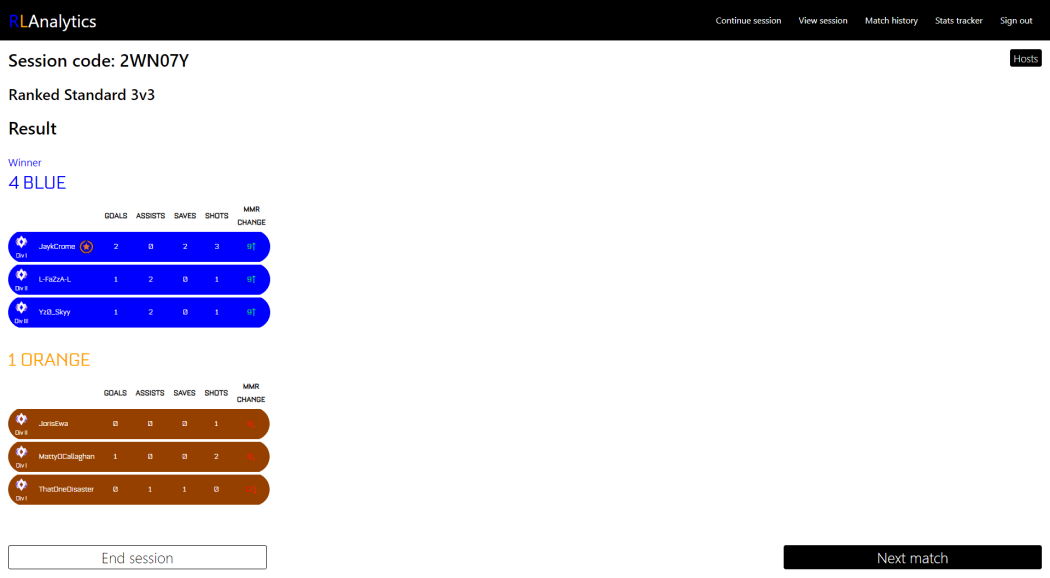 RLAnalytics
Continue session View session Match history Stats tracker Sign out
Session code: 2WN07Y
Hosts
Ranked Standard 3v3
Result
Winner
4 BLUE
GOALS ASSISTS SAVES SHOTS MMR CHANGE
JaykCrome 2 0 2 3 9↑
Div I
L-FaZzA-L 1 2 0 1 9↑
Div II
Yz0_Skyy 1 2 0 1 9↑
Div III
1 ORANGE
GOALS ASSISTS SAVES SHOTS MMR CHANGE
JorisEwa 0 0 0 1
Div II
MattyOCallaghan 1 0 0 2
Div I
ThatOneDisaster 0 1 1 0
Div I
End session
Next match